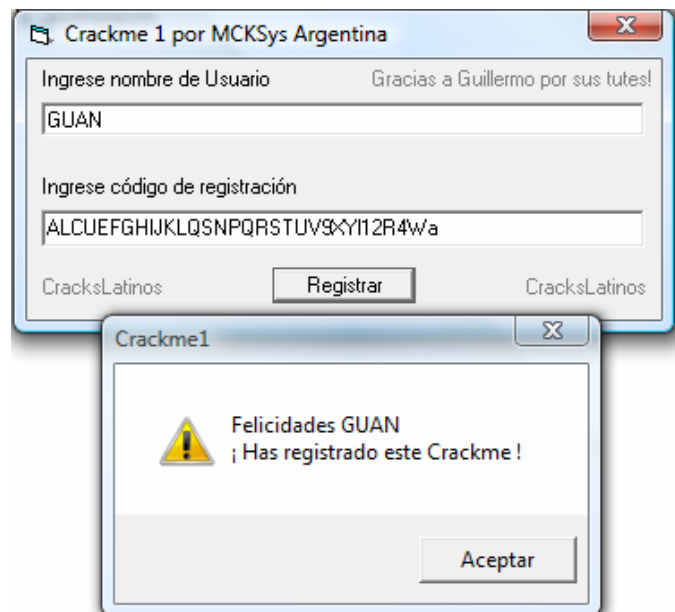 Crackme 1 por MCKSys Argentina
Ingrese nombre de Usuario Gracias a Guillermo por sus tutes!
GUAN
Ingrese código de registración
ALCUEFGHIJKLQSNPQRSTUV9XYI12R4Wa
CracksLatinos Registrar CracksLatinos
Crackme1
Felicidades GUAN
¡ Has registrado este Crackme !
Aceptar